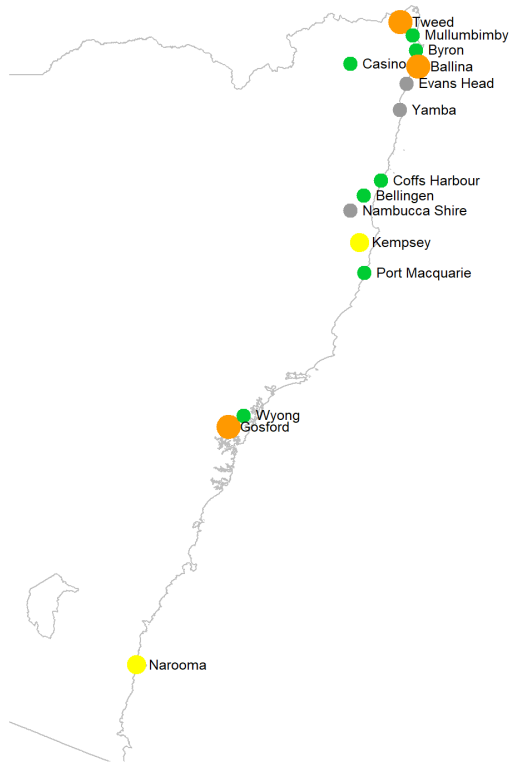 Tweed
Mullumbimby
Byron
Casino
Ballina
Evans Head
Yamba
Coffs Harbour
Bellingen
Nambucca Shire
Kempsey
Port Macquarie
Wyong
Gosford
Narooma